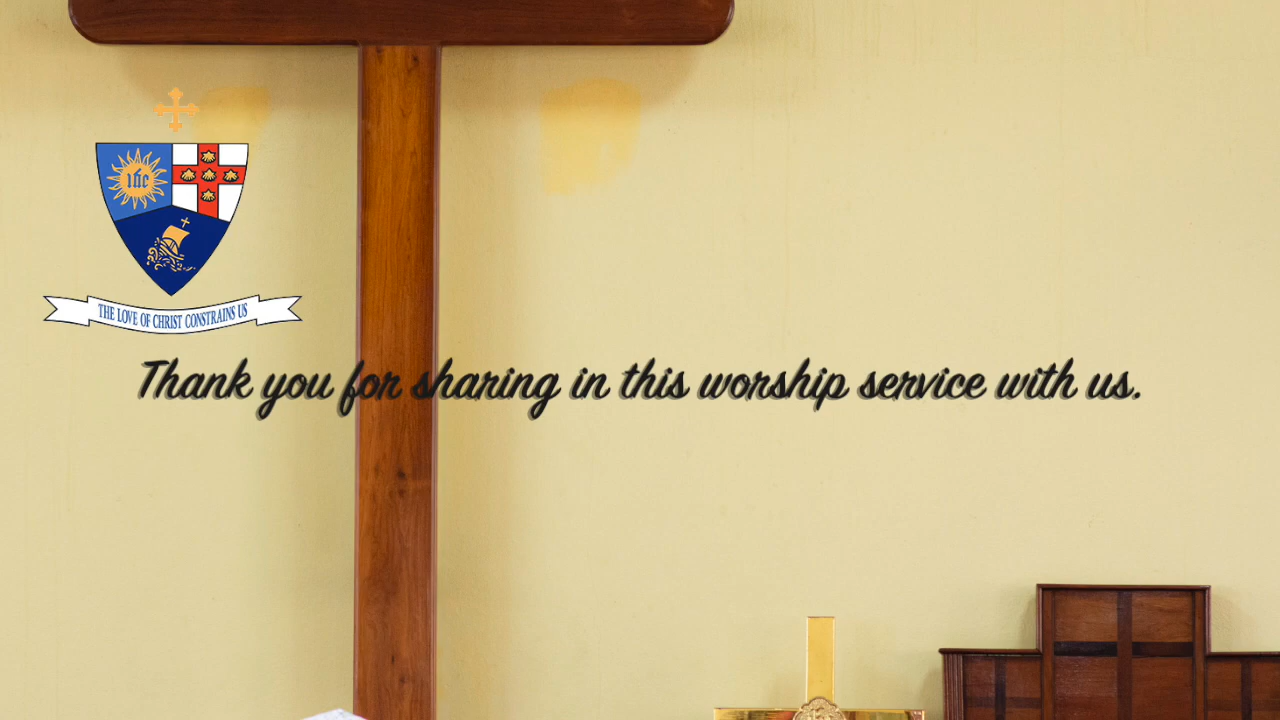 ihc
THE LOVE OF CHRIST CONSTRAINS US
Thank you for sharing in this worship service with us.